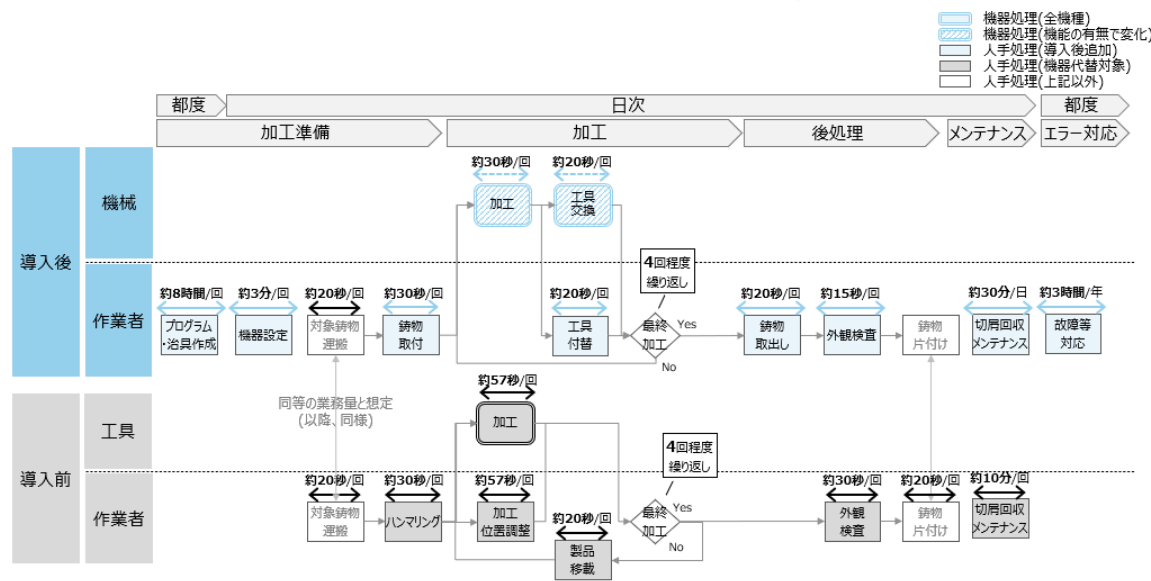 機器処理(全機種)
機器処理(機能の有無で変化)
人手処理(導入後追加)
人手処理(機器代替対象)
人手処理(上記以外)
都度
日次
都度
加工準備
加工
後処理
メンテナンス
エラー対応
導入後
機械
約30秒/回
約20秒/回
加工
工具
交換
作業者
4回程度
繰り返し
約8時間/回
約3分/回
約20秒/回
約30秒/回
約20秒/回
約20秒/回
約15秒/回
約30分/日
約3時間/年
プログラム
・治具作成
機器設定
対象鋳物
運搬
鋳物
取付
工具
付替
最終
加工
Yes
No
鋳物
取出し
外観検査
鋳物
片付け
切屑回収
メンテナンス
故障等
対応
同等の業務量と想定
(以降、同様)
導入前
工具
約57秒/回
加工
作業者
4回程度
繰り返し
約20秒/回
約30秒/回
約57秒/回
約30秒/回
約20秒/回
約10分/日
対象鋳物
運搬
ハンマリング
加工
位置調整
約20秒/回
製品
移載
最終
加工
Yes
No
外観
検査
鋳物
片付け
切屑回収
メンテナンス